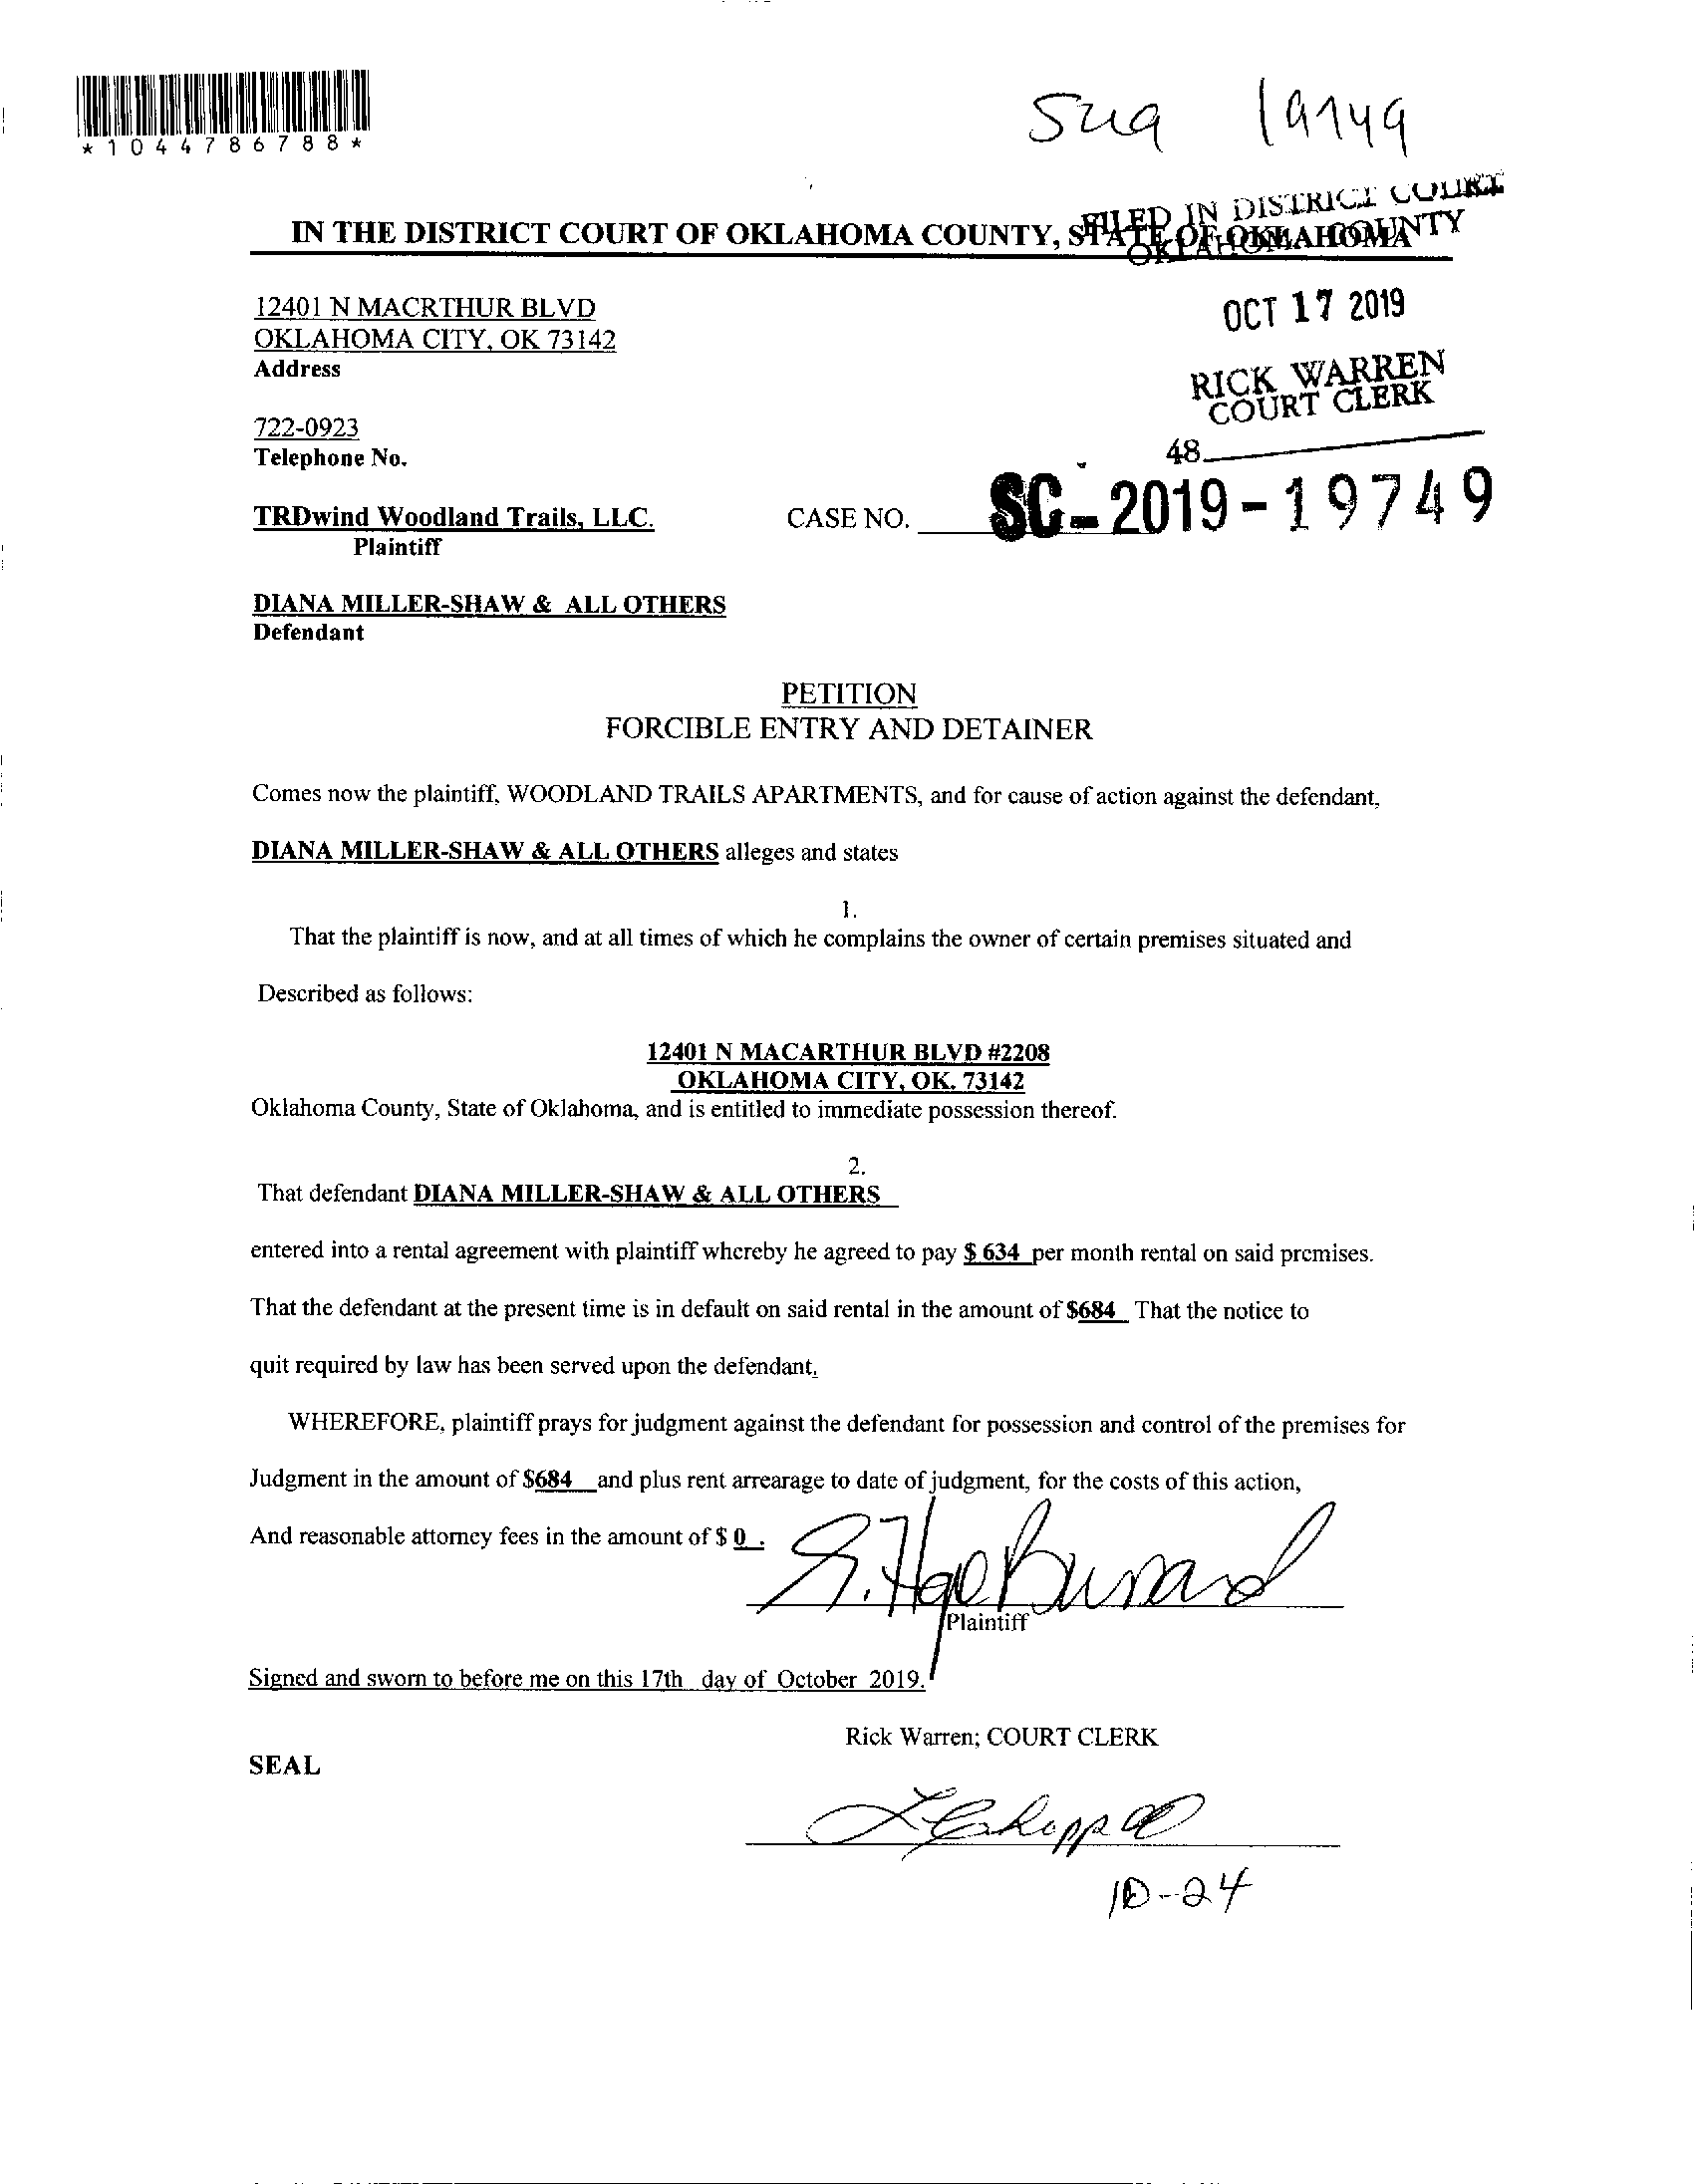 *1044786788*
IN THE DISTRICT COURT OF OKLAHOMA COUNTY, STATE OF OKLAHOMA
FILED IN DISTRICT COURT
OKLAHOMA COUNTY
12401 N MACRTHUR BLVD
OKLAHOMA CITY, OK 73142
Address
OCT 17 2019
RICK WARREN
COURT CLERK
722-0923
Telephone No.
48
TRDwind Woodland Trails, LLC.
Plaintiff
CASE NO. SC-2019-19749
DIANA MILLER-SHAW & ALL OTHERS
Defendant
PETITION
FORCIBLE ENTRY AND DETAINER
Comes now the plaintiff, WOODLAND TRAILS APARTMENTS, and for cause of action against the defendant,
DIANA MILLER-SHAW & ALL OTHERS alleges and states
1.
That the plaintiff is now, and at all times of which he complains the owner of certain premises situated and
Described as follows:
12401 N MACARTHUR BLVD #2208
OKLAHOMA CITY, OK. 73142
Oklahoma County, State of Oklahoma, and is entitled to immediate possession thereof.
2.
That defendant DIANA MILLER-SHAW & ALL OTHERS
entered into a rental agreement with plaintiff whereby he agreed to pay $ 634 per month rental on said premises.
That the defendant at the present time is in default on said rental in the amount of $684 That the notice to
quit required by law has been served upon the defendant.
WHEREFORE, plaintiff prays for judgment against the defendant for possession and control of the premises for
Judgment in the amount of $684 and plus rent arrearage to date of judgment, for the costs of this action,
And reasonable attorney fees in the amount of $ 0 .
Plaintiff
Signed and sworn to before me on this 17th day of October 2019.
Rick Warren; COURT CLERK
SEAL
10-24